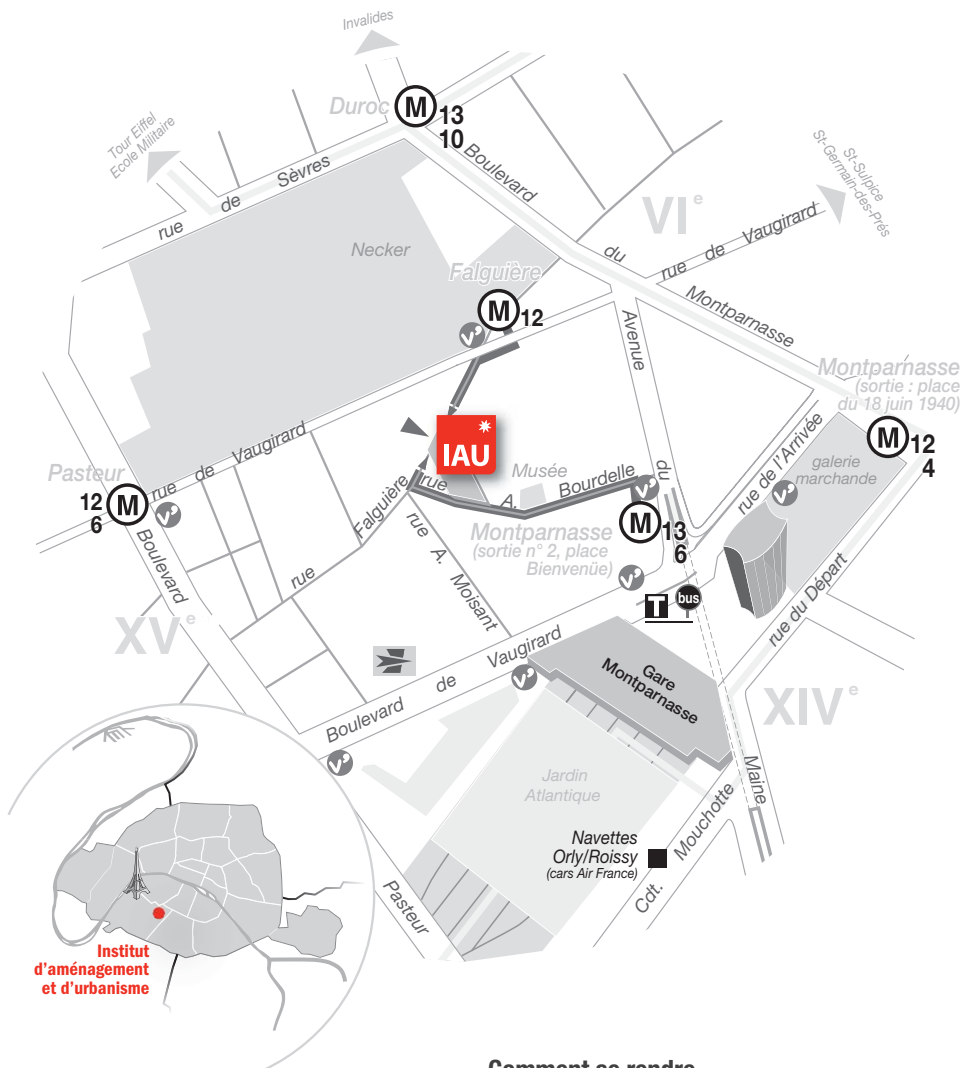 Invalides
Duroc
M 13
10
Tour Eiffel
Ecole Militaire
rue de Sèvres
Boulevard du Montparnasse
St-Sulpice
St-Germain-des-Prés
VIe
rue de Vaugirard
Necker
Falguière
M 12
v'
Avenue du Maine
Montparnasse
(sortie : place
du 18 juin 1940)
M 12
4
rue de l'Arrivée
galerie
marchande
v'
IAU
Pasteur
12
6
M
v'
rue de Vaugirard
Musée
rue A. Bourdelle
v'
rue Falguière
Montparnasse
(sortie n° 2, place
Bienvenüe)
M 13
6
v'
rue A. Moisant
T
bus
rue du Départ
XVe
Boulevard Pasteur
Boulevard de Vaugirard
v'
v'
Gare
Montparnasse
XIVe
Jardin
Atlantique
Navettes
Orly/Roissy
(cars Air France)
Cdt. Mouchotte
Institut
d'aménagement
et d'urbanisme